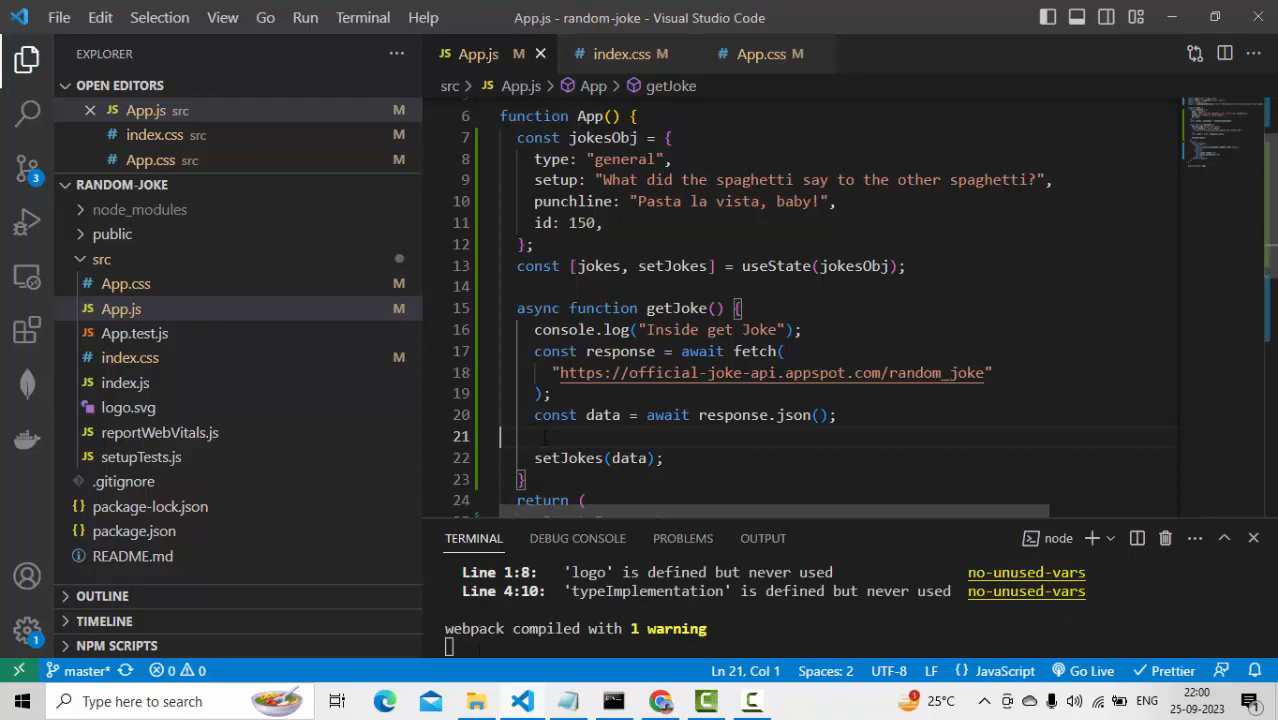 File Edit Selection View Go Run Terminal Help
App.js - random-joke - Visual Studio Code
EXPLORER
OPEN EDITORS
App.js src M
index.css src M
App.css src M
RANDOM-JOKE
node_modules
public
src
App.css M
App.js M
App.test.js
index.css M
index.js
logo.svg
reportWebVitals.js
setupTests.js
.gitignore
package-lock.json
package.json
README.md
OUTLINE
TIMELINE
NPM SCRIPTS
3
1
App.js M index.css M App.css M
src > App.js > App > getJoke
6 function App() {
7 const jokesObj = {
8 type: "general",
9 setup: "What did the spaghetti say to the other spaghetti?",
10 punchline: "Pasta la vista, baby!",
11 id: 150,
12 };
13 const [jokes, setJokes] = useState(jokesObj);
14
15 async function getJoke() {
16 console.log("Inside get Joke");
17 const response = await fetch(
18 "https://official-joke-api.appspot.com/random_joke"
19 );
20 const data = await response.json();
21
22 setJokes(data);
23 }
24 return (
TERMINAL DEBUG CONSOLE PROBLEMS OUTPUT
node
Line 1:8: 'logo' is defined but never used no-unused-vars
Line 4:10: 'typeImplementation' is defined but never used no-unused-vars
webpack compiled with 1 warning
master* 0 0 Ln 21, Col 1 Spaces: 2 UTF-8 LF JavaScript Go Live Prettier
Type here to search
25°C ENG 22:00
25-09-2023
1